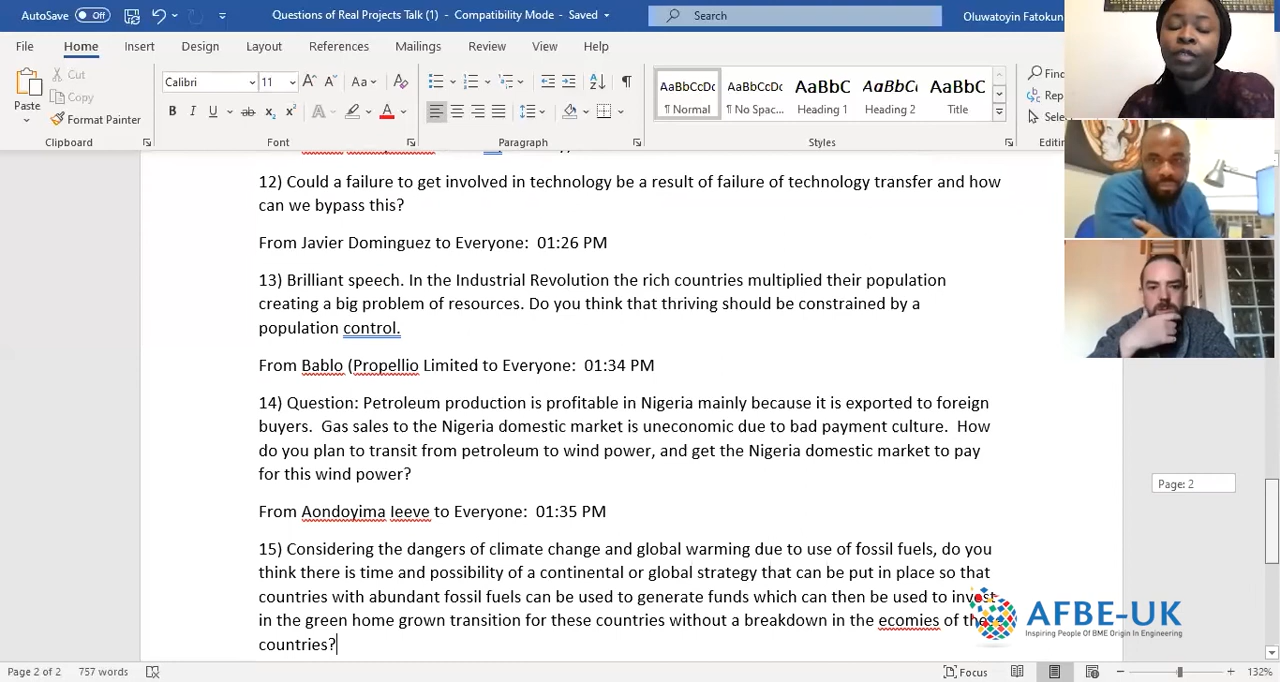 AutoSave Off Questions of Real Projects Talk (1) - Compatibility Mode - Saved Search Oluwatoyin Fatokun
File Home Insert Design Layout References Mailings Review View Help
Paste Cut Copy Format Painter
Calibri 11 Aa
B I U ab x₂ x² A A
AaBbCcDc AaBbCcDc AaBbC AaBbCc AaBbC
¶ Normal ¶ No Spac... Heading 1 Heading 2 Title
Find
Rep
Sele
Clipboard Font Paragraph Styles Editin
12) Could a failure to get involved in technology be a result of failure of technology transfer and how
can we bypass this?
From Javier Dominguez to Everyone: 01:26 PM
13) Brilliant speech. In the Industrial Revolution the rich countries multiplied their population
creating a big problem of resources. Do you think that thriving should be constrained by a
population control.
From Bablo (Propellio Limited to Everyone: 01:34 PM
14) Question: Petroleum production is profitable in Nigeria mainly because it is exported to foreign
buyers. Gas sales to the Nigeria domestic market is uneconomic due to bad payment culture. How
do you plan to transit from petroleum to wind power, and get the Nigeria domestic market to pay
for this wind power?
Page: 2
From Aondoyima Ieeve to Everyone: 01:35 PM
15) Considering the dangers of climate change and global warming due to use of fossil fuels, do you
think there is time and possibility of a continental or global strategy that can be put in place so that
countries with abundant fossil fuels can be used to generate funds which can then be used to invest
in the green home grown transition for these countries without a breakdown in the ecomies of the
countries?
AFBE-UK
Inspiring People Of BME Origin In Engineering
Page 2 of 2 757 words Focus 132%